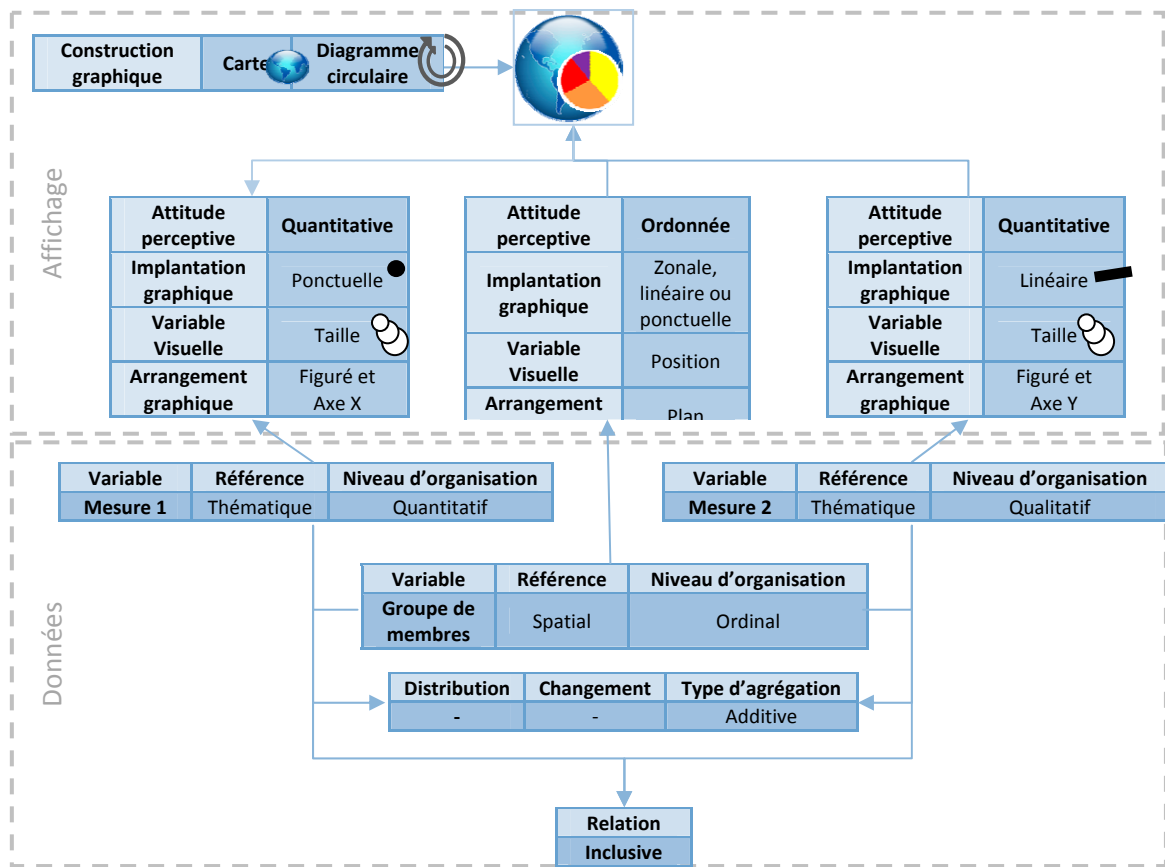 Construction
graphique
Carte
Diagramme
circulaire
Affichage
Attitude
perceptive
Quantitative
Implantation
graphique
Ponctuelle
Variable
Visuelle
Taille
Arrangement
graphique
Figuré et
Axe X
Attitude
perceptive
Ordonnée
Implantation
graphique
Zonale,
linéaire ou
ponctuelle
Variable
Visuelle
Position
Arrangement
Plan
Attitude
perceptive
Quantitative
Implantation
graphique
Linéaire
Variable
Visuelle
Taille
Arrangement
graphique
Figuré et
Axe Y
Données
Variable Référence Niveau d'organisation
Mesure 1 Thématique Quantitatif
Variable Référence Niveau d'organisation
Mesure 2 Thématique Qualitatif
Variable Référence Niveau d'organisation
Groupe de
membres
Spatial
Ordinal
Distribution Changement Type d'agrégation
- - Additive
Relation
Inclusive